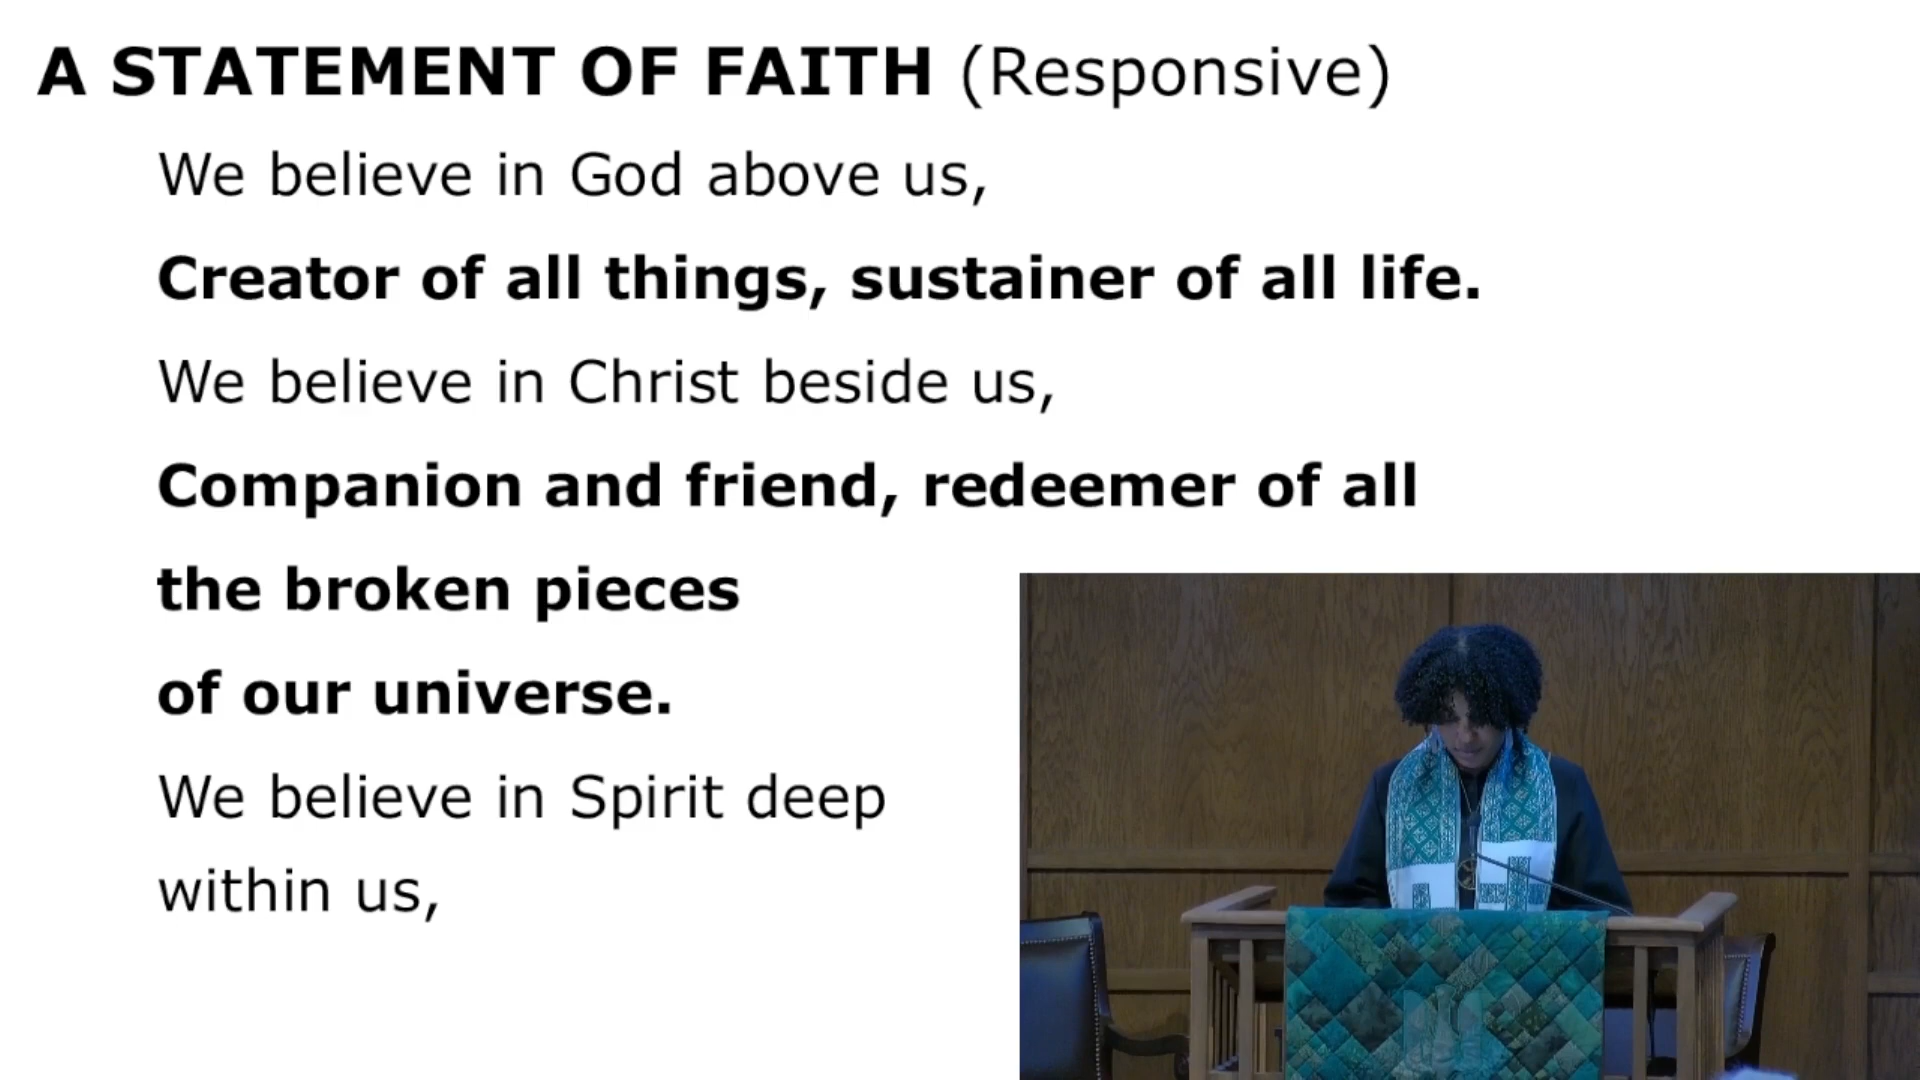 A STATEMENT OF FAITH (Responsive)
We believe in God above us,
Creator of all things, sustainer of all life.
We believe in Christ beside us,
Companion and friend, redeemer of all
the broken pieces
of our universe.
We believe in Spirit deep
within us,